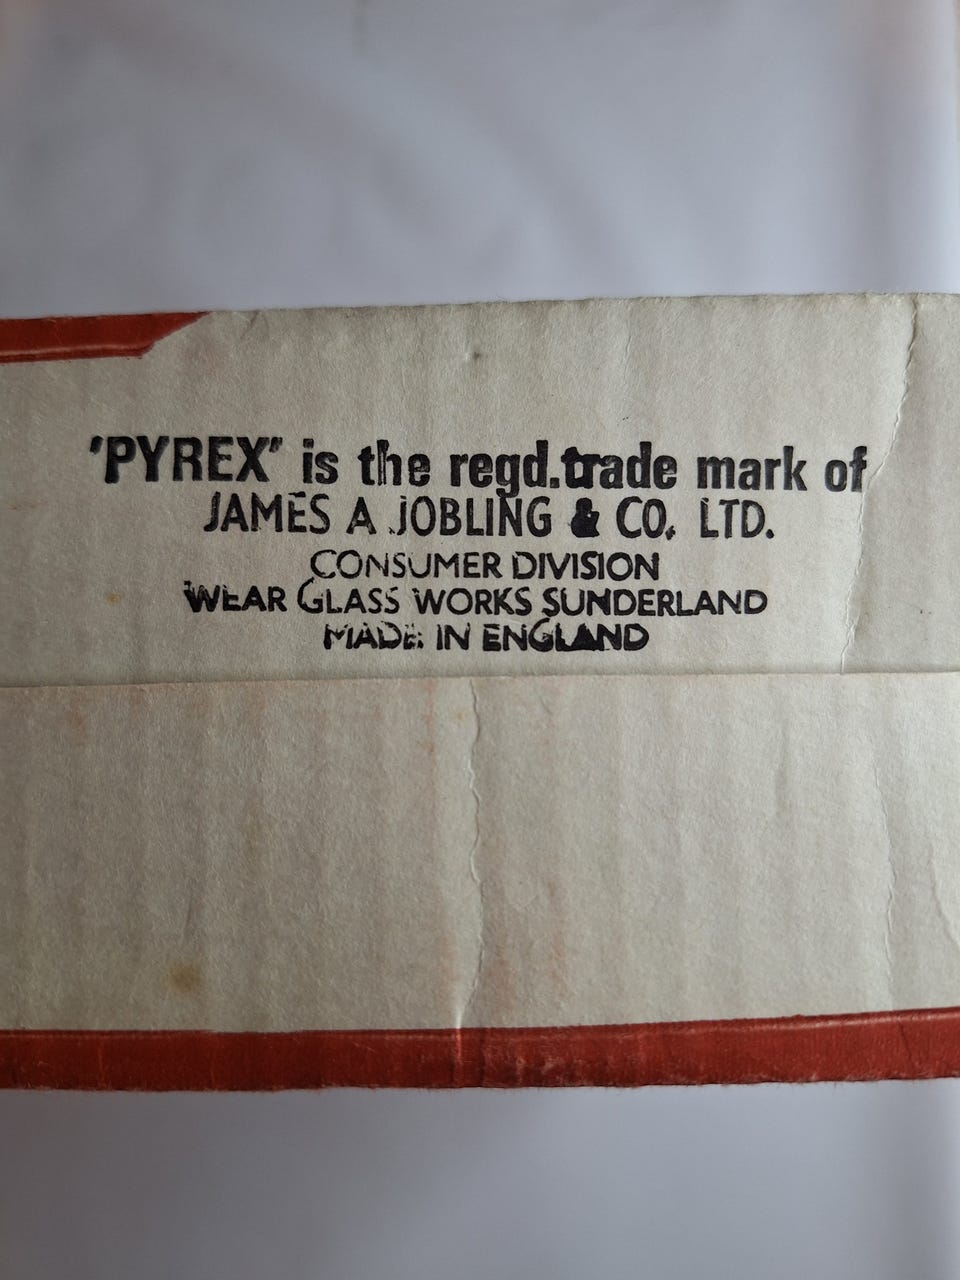 'PYREX" is the regd.trade mark of
JAMES A JOBLING & CO. LTD.
CONSUMER DIVISION
WEAR GLASS WORKS SUNDERLAND
MADE IN ENGLAND